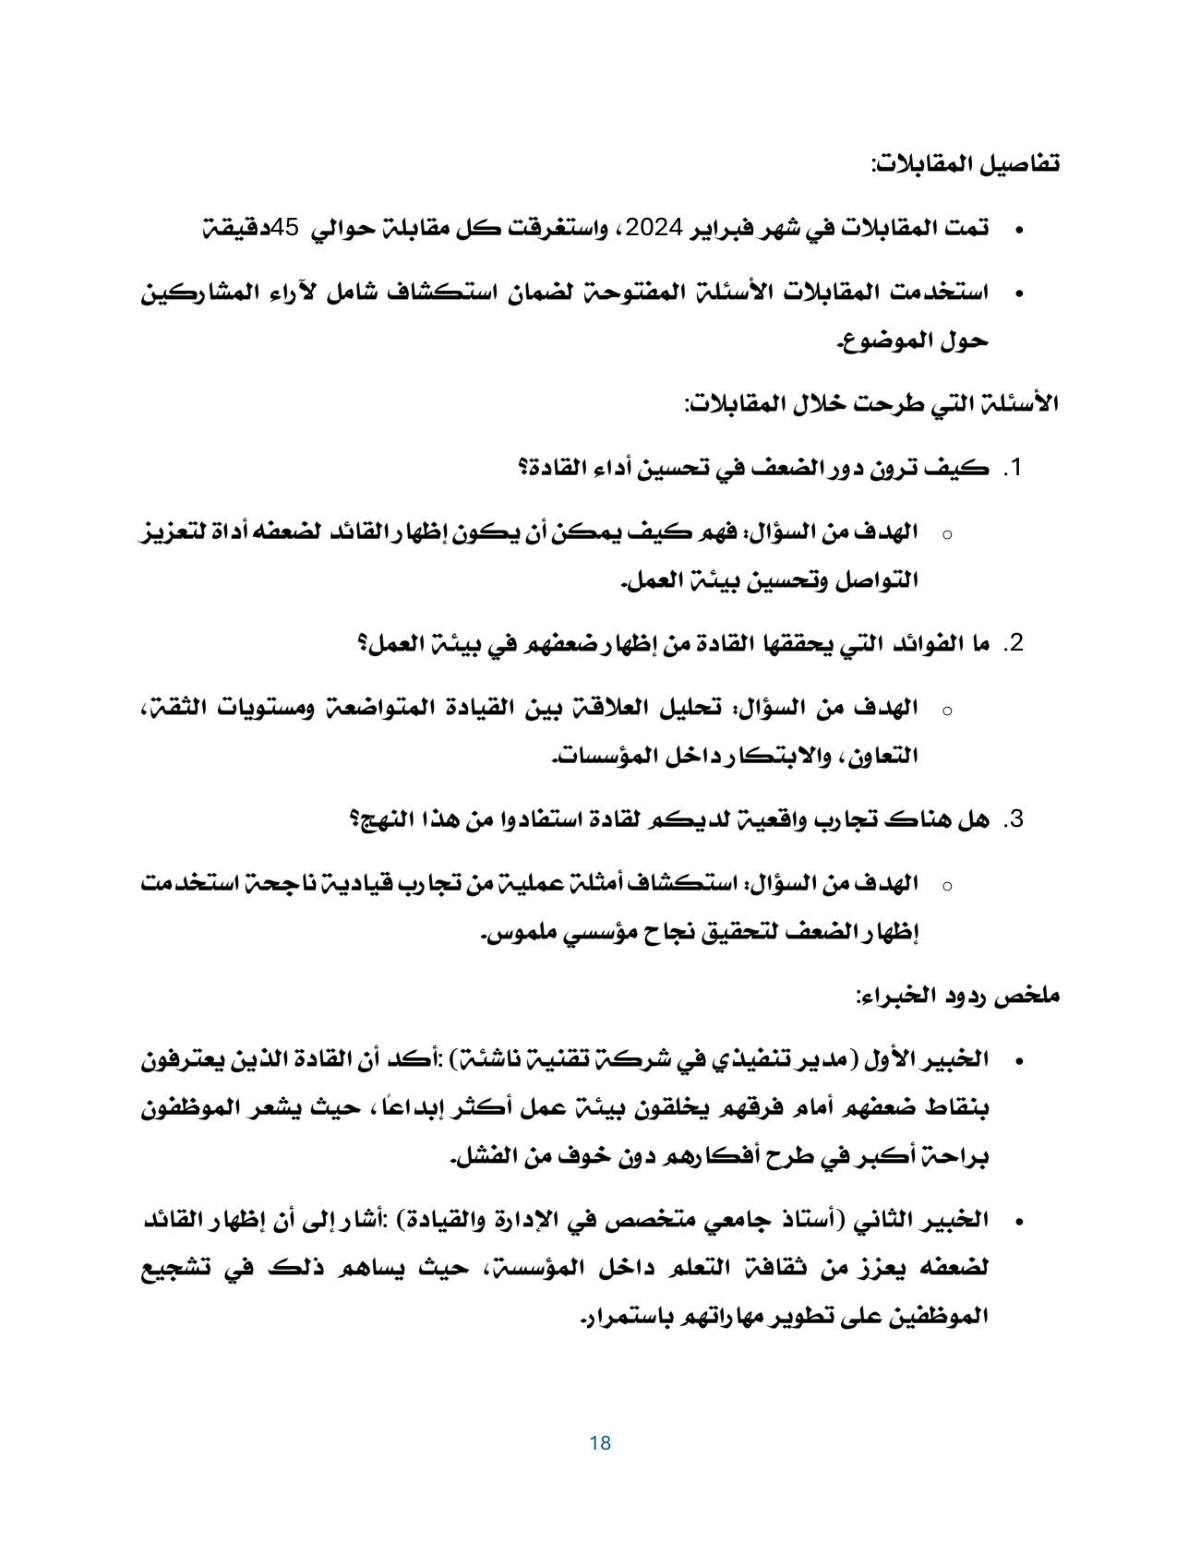 تفاصيل المقابلات:
• تمت المقابلات في شهر فبراير 2024، واستغرقت كل مقابلة حوالي 45دقيقة
• استخدمت المقابلات الأسئلة المفتوحة لضمان استكشاف شامل لآراء المشاركين
حول الموضوع.
الأسئلة التي طرحت خلال المقابلات:
1. كيف ترون دور الضعف في تحسين أداء القادة؟
○ الهدف من السؤال: فهم كيف يمكن أن يكون إظهار القائد لضعفه أداة لتعزيز
التواصل وتحسين بيئة العمل.
2. ما الفوائد التي يحققها القادة من إظهار ضعفهم في بيئة العمل؟
○ الهدف من السؤال: تحليل العلاقة بين القيادة المتواضعة ومستويات الثقة،
التعاون، والابتكار داخل المؤسسات.
3. هل هناك تجارب واقعية لديكم لقادة استفادوا من هذا النهج؟
○ الهدف من السؤال: استكشاف أمثلة عملية من تجارب قيادية ناجحة استخدمت
إظهار الضعف لتحقيق نجاح مؤسسي ملموس.
ملخص ردود الخبراء:
• الخبير الأول (مدير تنفيذي في شركة تقنية ناشئة) :أكد أن القادة الذين يعترفون
بنقاط ضعفهم أمام فرقهم يخلقون بيئة عمل أكثر إبداعًا، حيث يشعر الموظفون
براحة أكبر في طرح أفكارهم دون خوف من الفشل.
• الخبير الثاني (أستاذ جامعي متخصص في الإدارة والقيادة) :أشار إلى أن إظهار القائد
لضعفه يعزز من ثقافة التعلم داخل المؤسسة، حيث يساهم ذلك في تشجيع
الموظفين على تطوير مهاراتهم باستمرار.
18